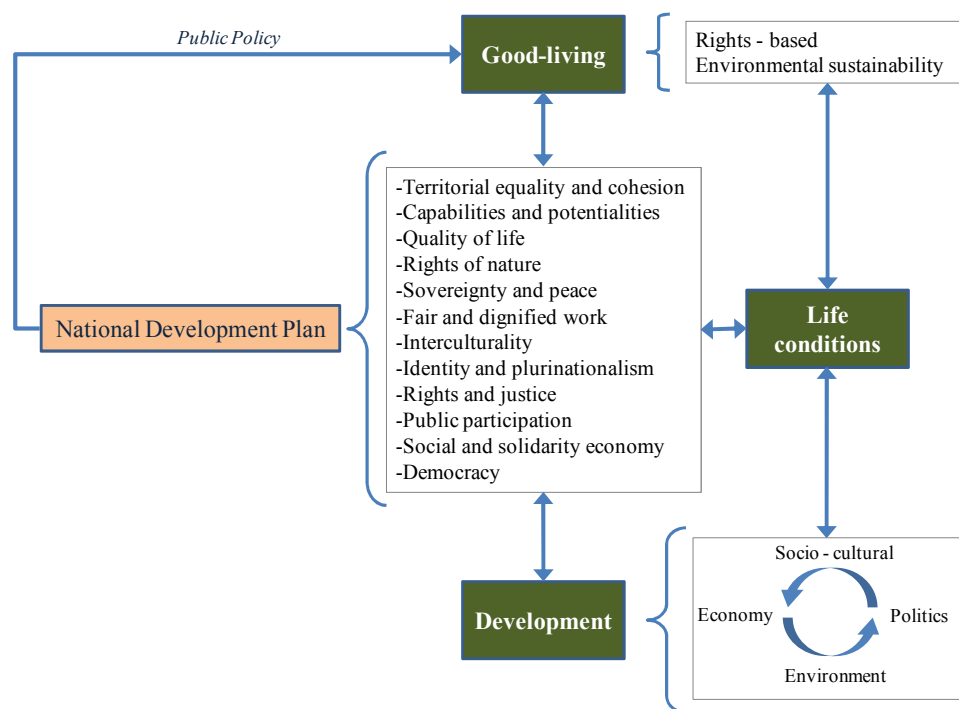 Public Policy
Good-living
Rights - based
Environmental sustainability
-Territorial equality and cohesion
-Capabilities and potentialities
-Quality of life
-Rights of nature
-Sovereignty and peace
-Fair and dignified work
-Interculturality
-Identity and plurinationalism
-Rights and justice
-Public participation
-Social and solidarity economy
-Democracy
National Development Plan
Life
conditions
Development
Socio - cultural
Economy
Politics
Environment